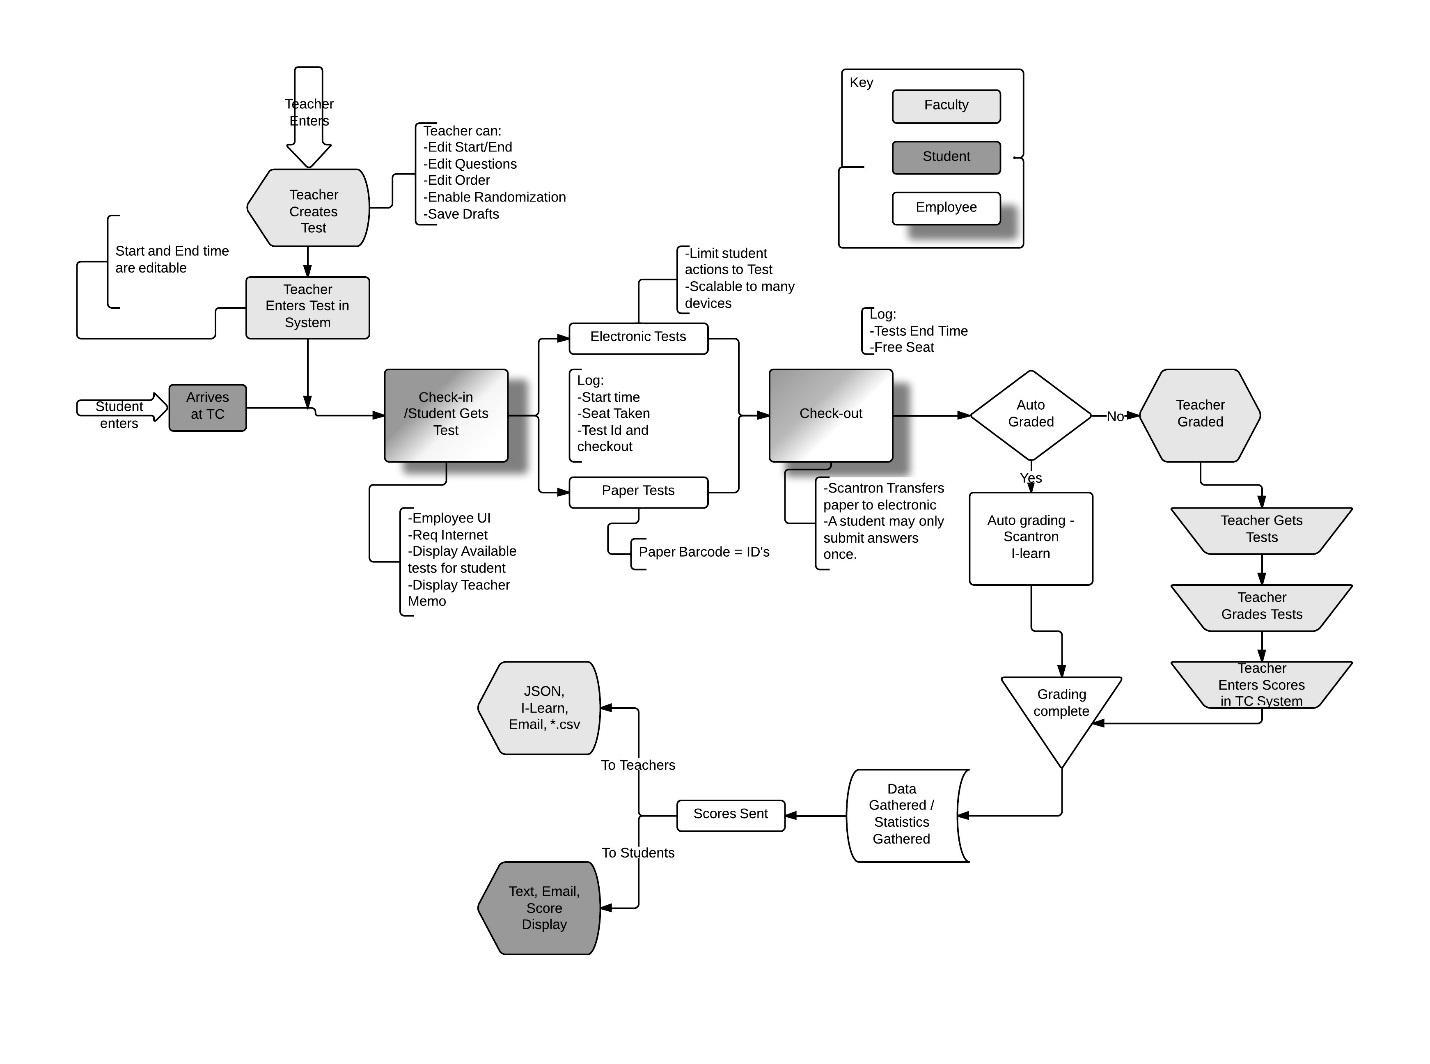 Teacher
Enters
Teacher can:
-Edit Start/End
-Edit Questions
-Edit Order
-Enable Randomization
-Save Drafts
Key
Faculty
Student
Employee
Teacher
Creates
Test
Start and End time
are editable
Teacher
Enters Test in
System
Student
enters
Arrives
at TC
Check-in
/Student Gets
Test
-Employee UI
-Req Internet
-Display Available
tests for student
-Display Teacher
Memo
-Limit student
actions to Test
-Scalable to many
devices
Electronic Tests
Log:
-Start time
-Seat Taken
-Test Id and
checkout
Paper Tests
Paper Barcode = ID's
Log:
-Tests End Time
-Free Seat
Check-out
-Scantron Transfers
paper to electronic
-A student may only
submit answers
once.
Auto
Graded
No
Yes
Teacher
Graded
Auto grading -
Scantron
I-learn
Teacher Gets
Tests
Teacher
Grades Tests
Teacher
Enters Scores
in TC System
Grading
complete
Data
Gathered /
Statistics
Gathered
Scores Sent
To Teachers
JSON,
I-Learn,
Email, *.csv
To Students
Text, Email,
Score
Display